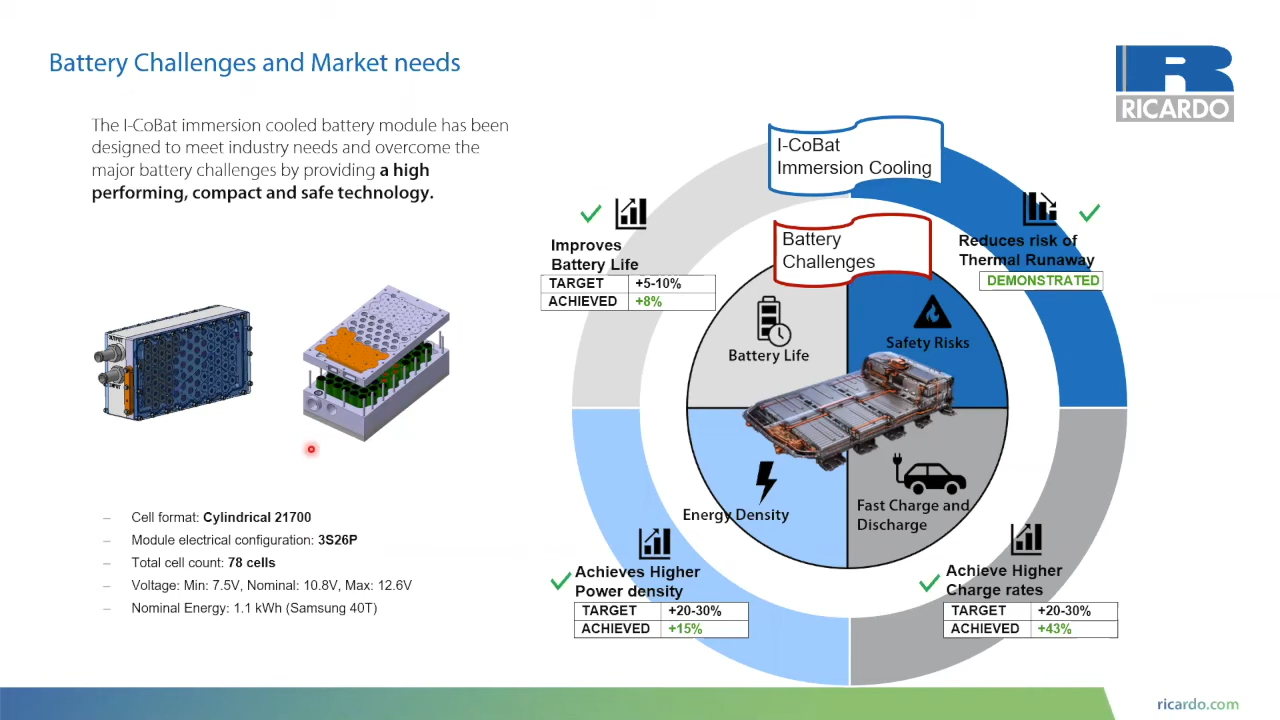 Battery Challenges and Market needs
RICARDO
The I-CoBat immersion cooled battery module has been
designed to meet industry needs and overcome the
major battery challenges by providing a high
performing, compact and safe technology.
I-CoBat
Immersion Cooling
Battery
Challenges
Improves
Battery Life
TARGET +5-10%
ACHIEVED +8%
Reduces risk of
Thermal Runaway
DEMONSTRATED
Battery Life
Safety Risks
Energy Density
Fast Charge and
Discharge
Achieves Higher
Power density
TARGET +20-30%
ACHIEVED +15%
Achieve Higher
Charge rates
TARGET +20-30%
ACHIEVED +43%
– Cell format: Cylindrical 21700
– Module electrical configuration: 3S26P
– Total cell count: 78 cells
– Voltage: Min: 7.5V, Nominal: 10.8V, Max: 12.6V
– Nominal Energy: 1.1 kWh (Samsung 40T)
ricardo.com